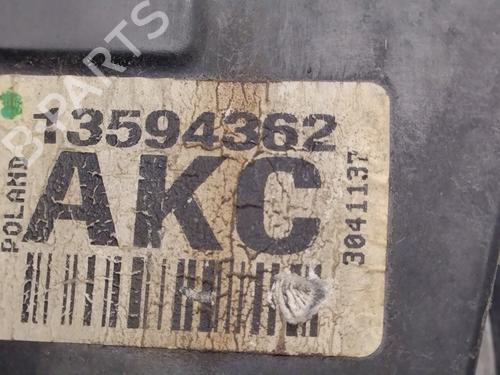 B-PARTS
13594362
AKC
POLAND
3041137